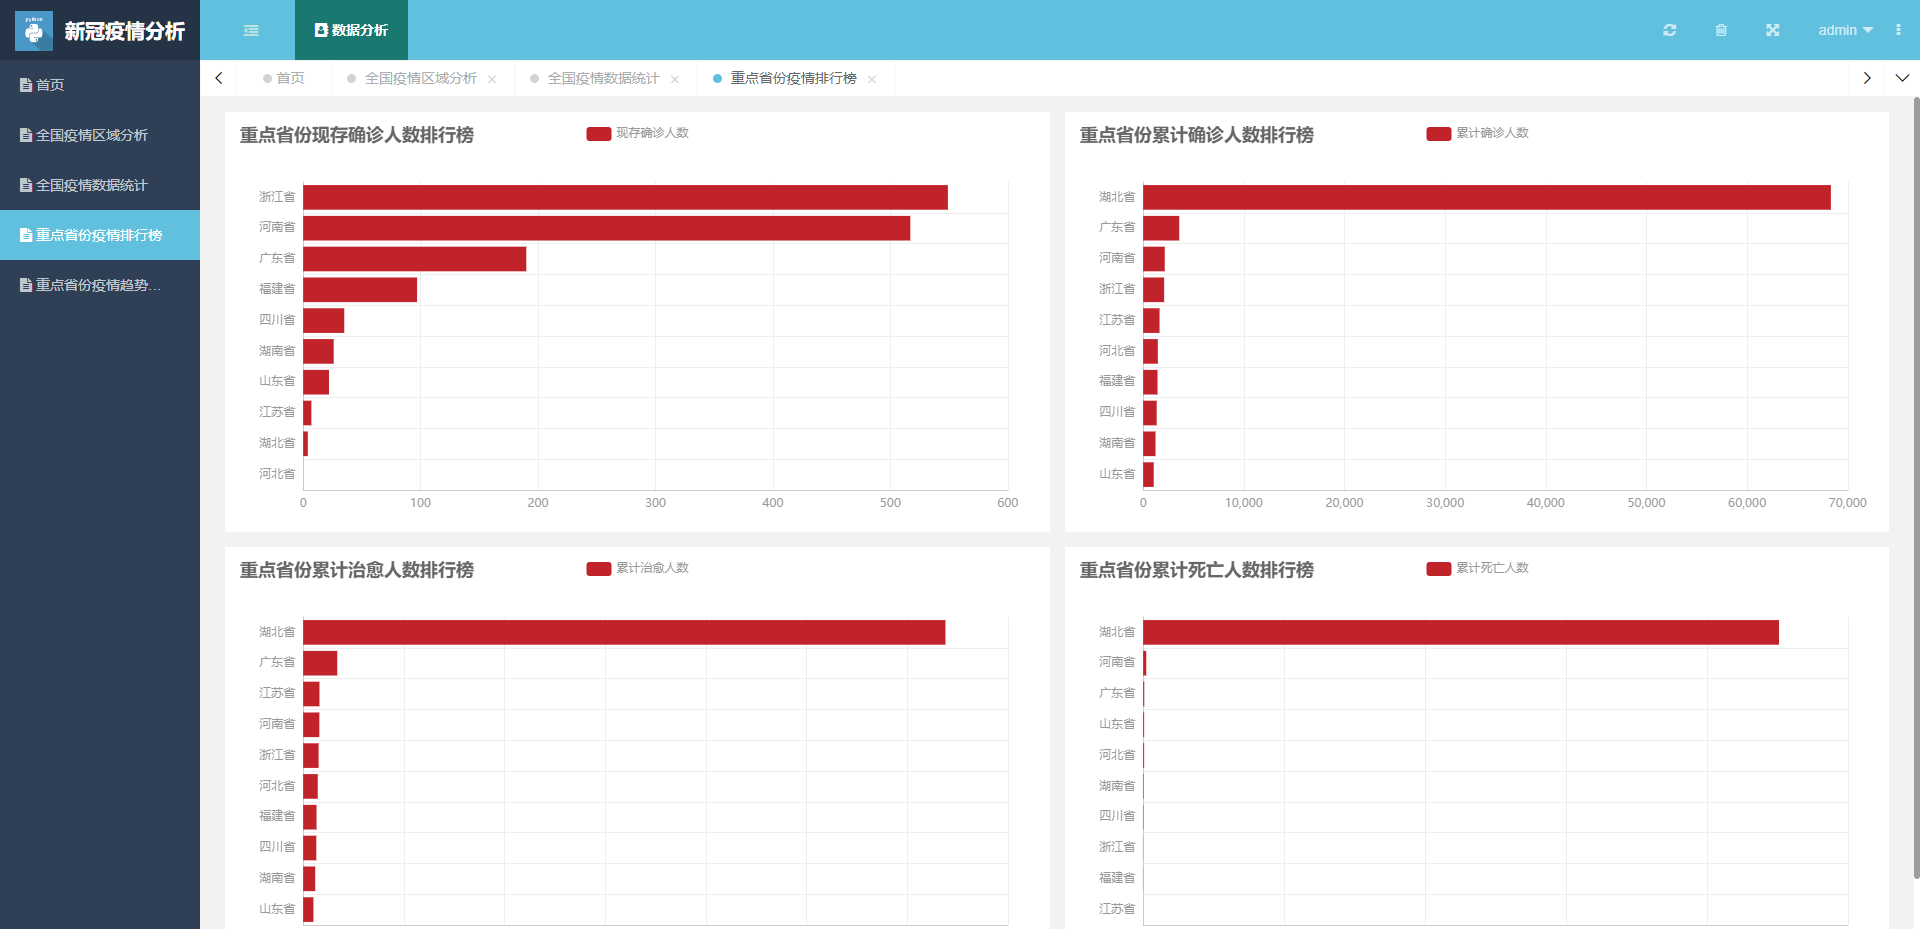 python
新冠疫情分析
数据分析
admin
首页
全国疫情区域分析
全国疫情数据统计
重点省份疫情排行榜
重点省份疫情趋势...
首页
全国疫情区域分析
全国疫情数据统计
重点省份疫情排行榜
重点省份现存确诊人数排行榜
现存确诊人数
浙江省
河南省
广东省
福建省
四川省
湖南省
山东省
江苏省
湖北省
河北省
0 100 200 300 400 500 600
重点省份累计确诊人数排行榜
累计确诊人数
湖北省
广东省
河南省
浙江省
江苏省
河北省
福建省
四川省
湖南省
山东省
0 10,000 20,000 30,000 40,000 50,000 60,000 70,000
重点省份累计治愈人数排行榜
累计治愈人数
湖北省
广东省
江苏省
河南省
浙江省
河北省
福建省
四川省
湖南省
山东省
重点省份累计死亡人数排行榜
累计死亡人数
湖北省
河南省
广东省
山东省
河北省
湖南省
四川省
浙江省
福建省
江苏省